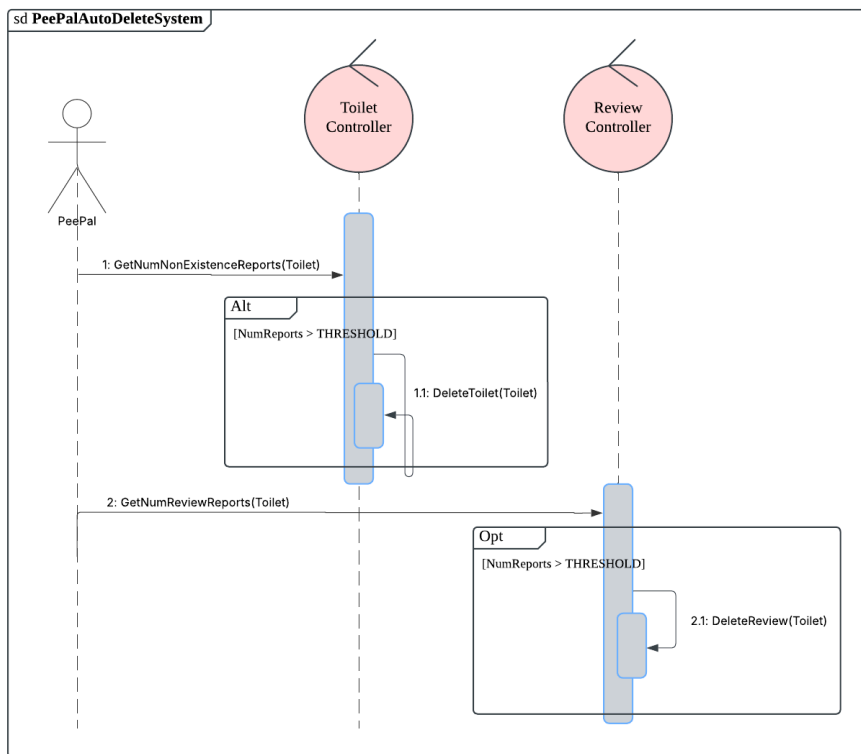 sd PeePalAutoDeleteSystem
Toilet
Controller
Review
Controller
PeePal
1: GetNumNonExistenceReports(Toilet)
Alt
[NumReports > THRESHOLD]
1.1: DeleteToilet(Toilet)
2: GetNumReviewReports(Toilet)
Opt
[NumReports > THRESHOLD]
2.1: DeleteReview(Toilet)